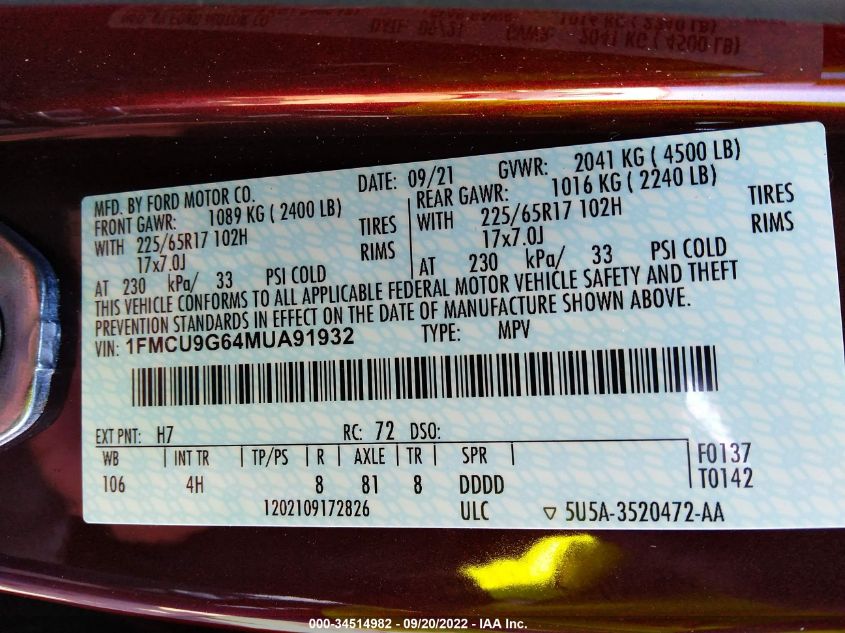 MFD. BY FORD MOTOR CO.
DATE: 09/21 GVWR: 2041 KG ( 4500 LB)
FRONT GAWR: 1089 KG ( 2400 LB)
REAR GAWR: 1016 KG ( 2240 LB)
WITH 225/65R17 102H TIRES
WITH 225/65R17 102H TIRES
17x7.0J RIMS
17x7.0J RIMS
AT 230 kPa/ 33 PSI COLD
AT 230 kPa/ 33 PSI COLD
THIS VEHICLE CONFORMS TO ALL APPLICABLE FEDERAL MOTOR VEHICLE SAFETY AND THEFT
PREVENTION STANDARDS IN EFFECT ON THE DATE OF MANUFACTURE SHOWN ABOVE.
VIN: 1FMCU9G64MUA91932 TYPE: MPV
EXT PNT: H7 RC: 72 DSO:
WB INT TR TP/PS R AXLE TR SPR F0137
106 4H 8 81 8 DDDD T0142
1202109172826 ULC ▽ 5U5A-3520472-AA
000-34514982 - 09/20/2022 - IAA Inc.